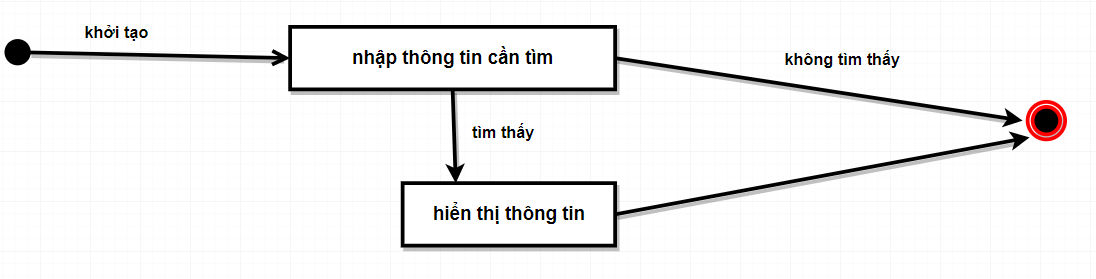 khởi tạo
nhập thông tin cần tìm
không tìm thấy
tìm thấy
hiển thị thông tin